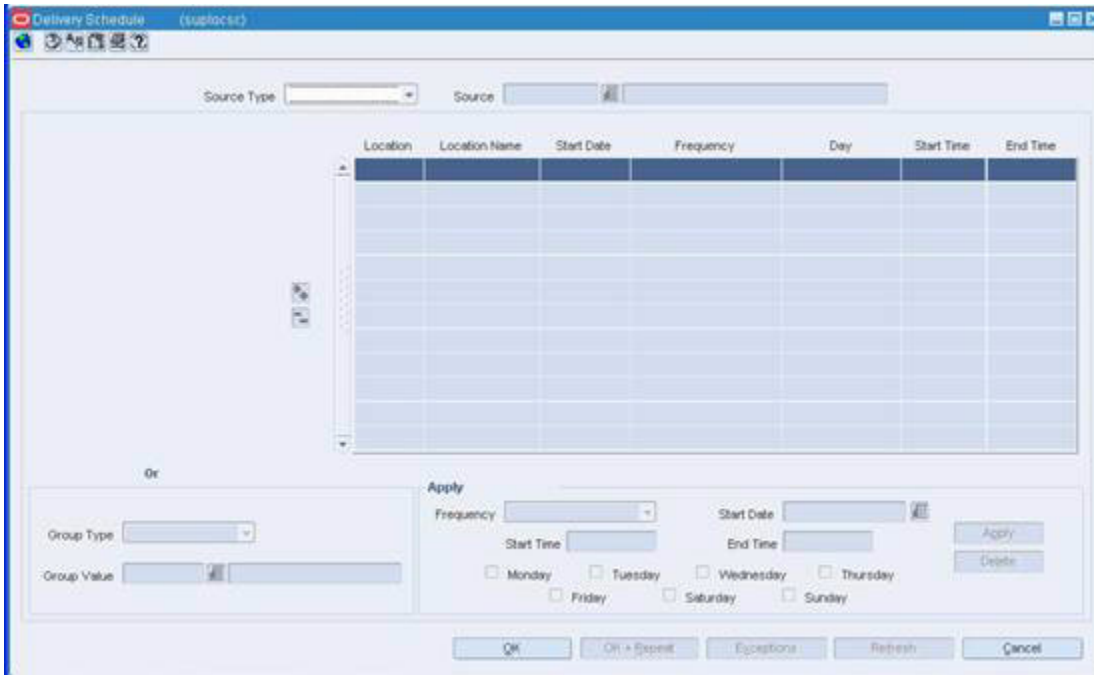 Delivery Schedule (suplocsc)
Source Type Source
Location Location Name Start Date Frequency Day Start Time End Time
Or
Apply
Frequency Start Date
Group Type
Start Time End Time
Apply
Delete
Group Value
Monday Tuesday Wednesday Thursday
Friday Saturday Sunday
OK OK + Repeat Exceptions Refresh Cancel